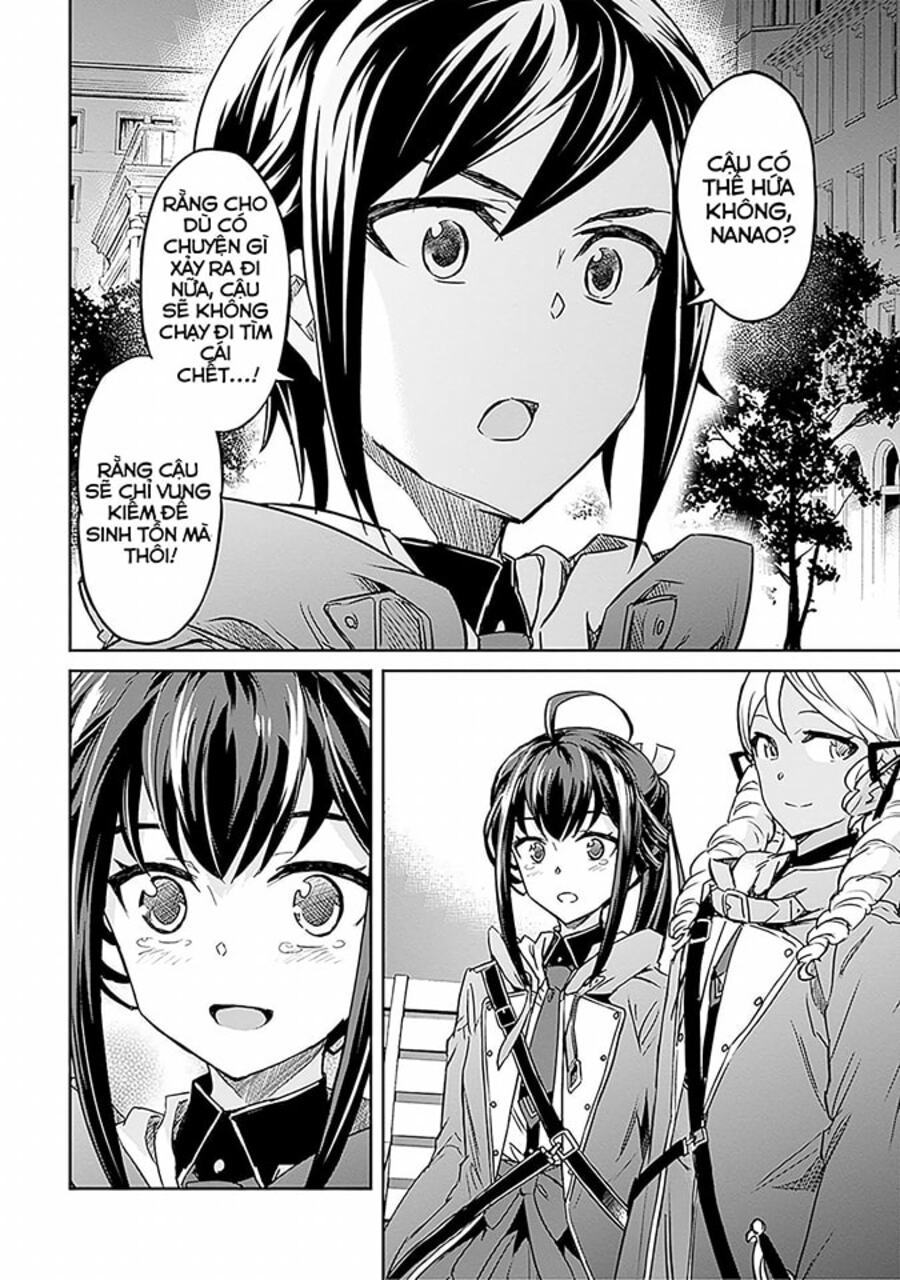 CẬU CÓ
THỂ HỨA
KHÔNG,
NANAO?
RẰNG CHO
DÙ CÓ
CHUYỆN GÌ
XẢY RA ĐI
NỮA, CẬU
SẼ KHÔNG
CHẠY ĐI TÌM
CÁI
CHẾT...!
RẰNG CẬU
SẼ CHỈ VUNG
KIẾM ĐỂ
SINH TỒN MÀ
THÔI!